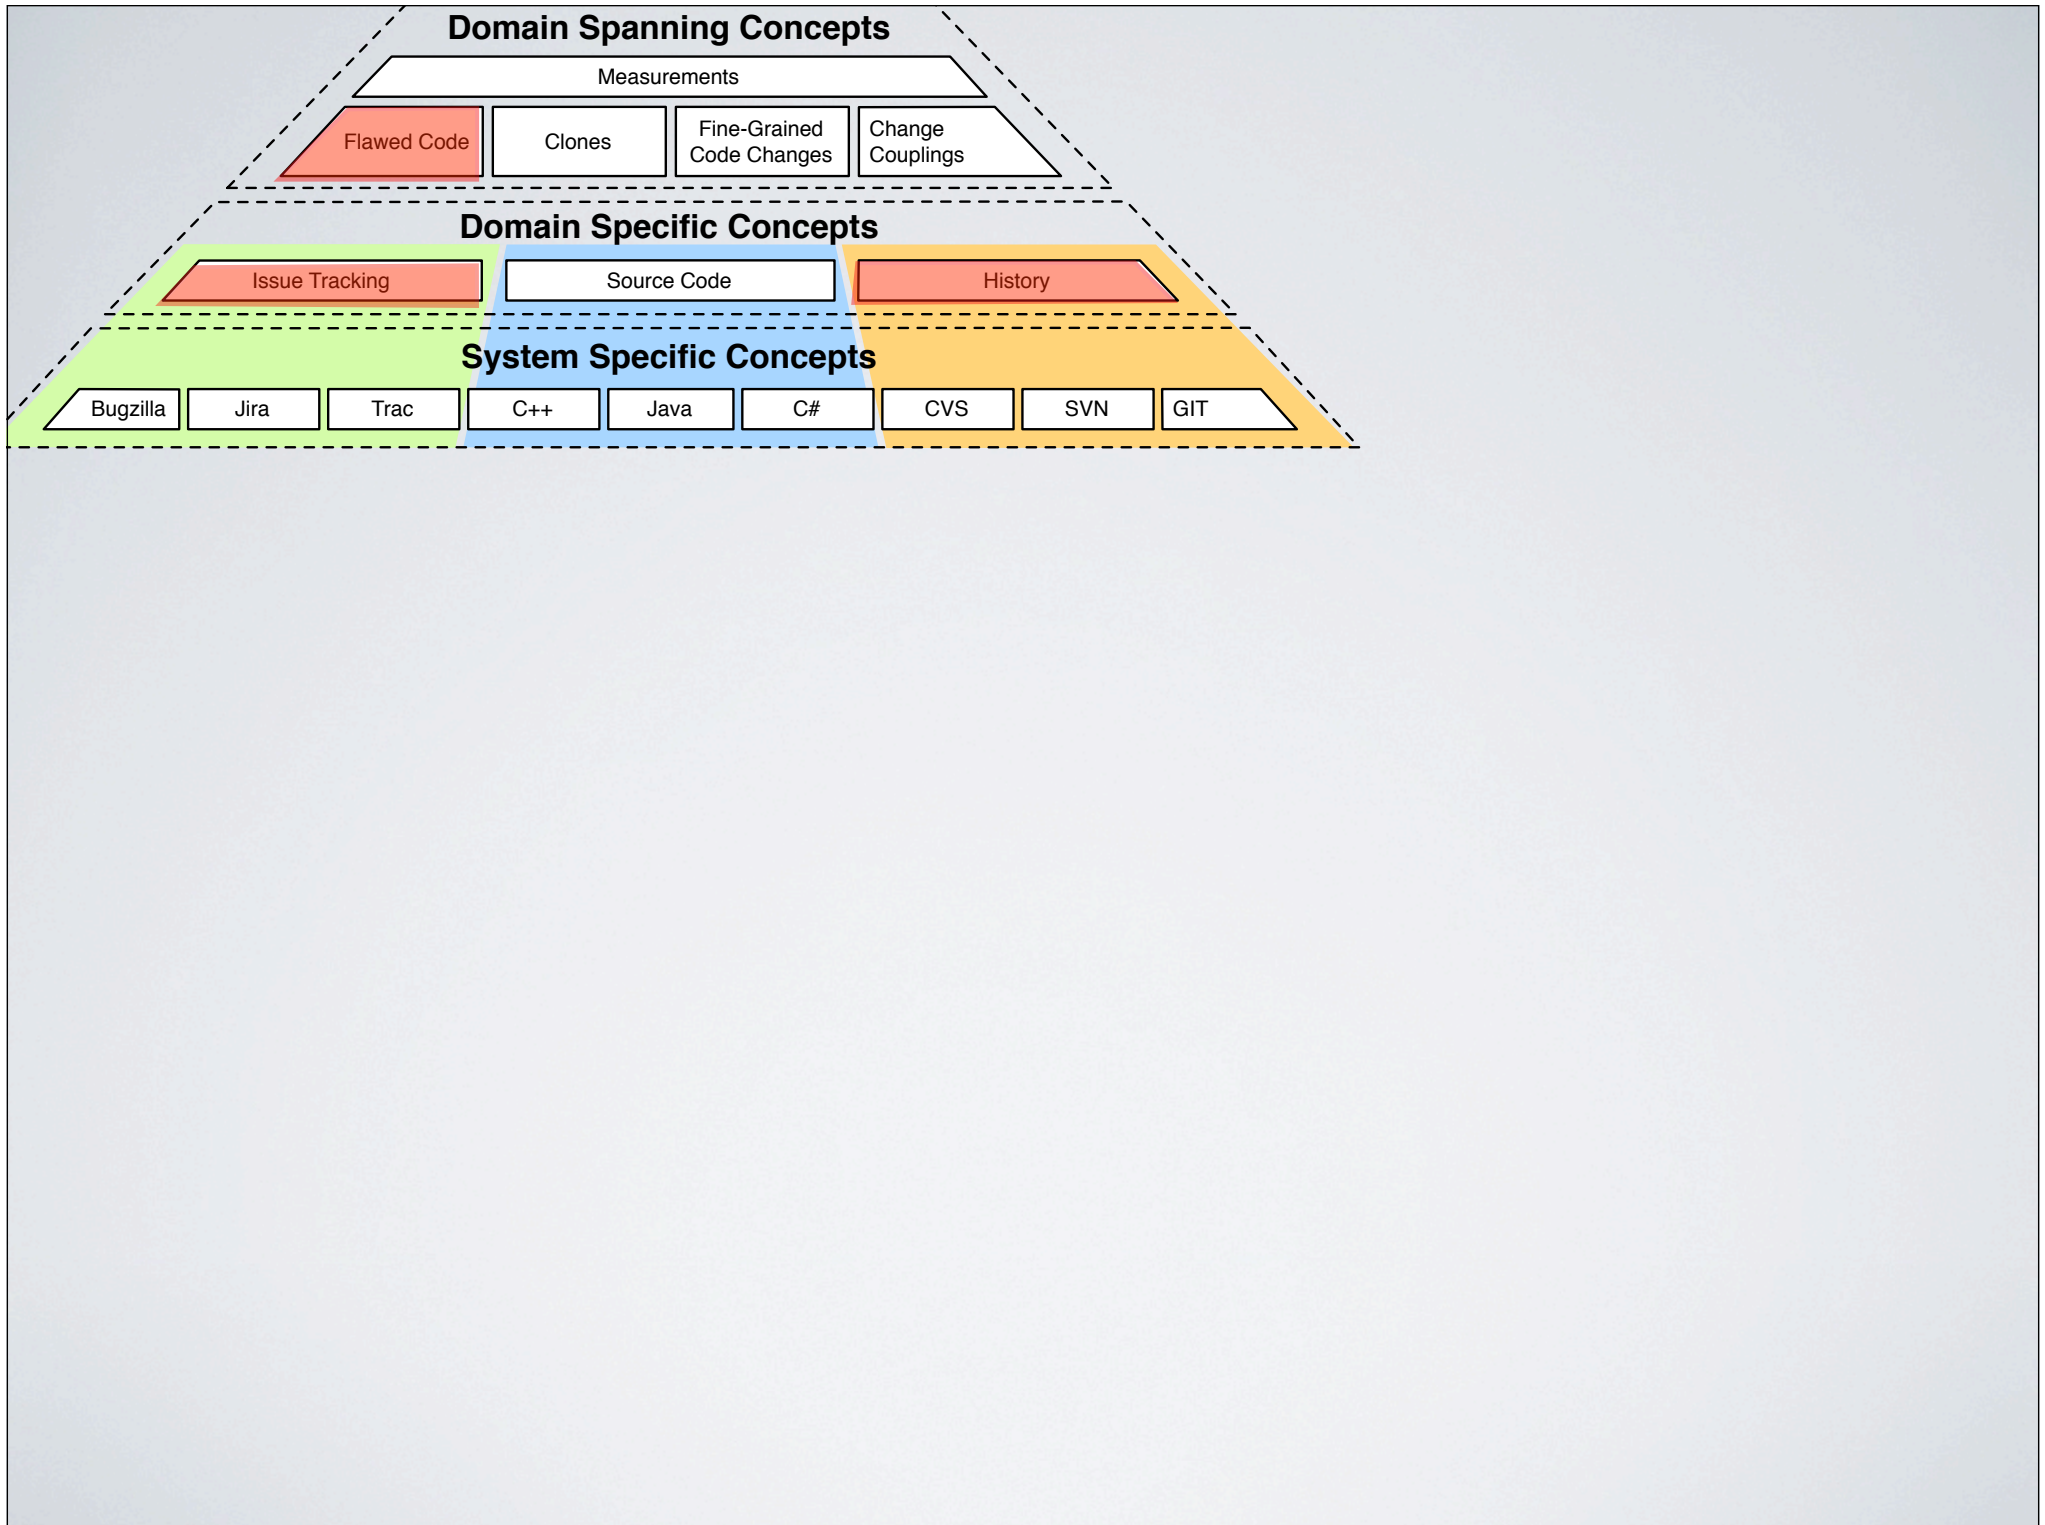 Domain Spanning Concepts
Measurements
Flawed Code
Clones
Fine-Grained
Code Changes
Change
Couplings
Domain Specific Concepts
Issue Tracking
Source Code
History
System Specific Concepts
Bugzilla
Jira
Trac
C++
Java
C#
CVS
SVN
GIT